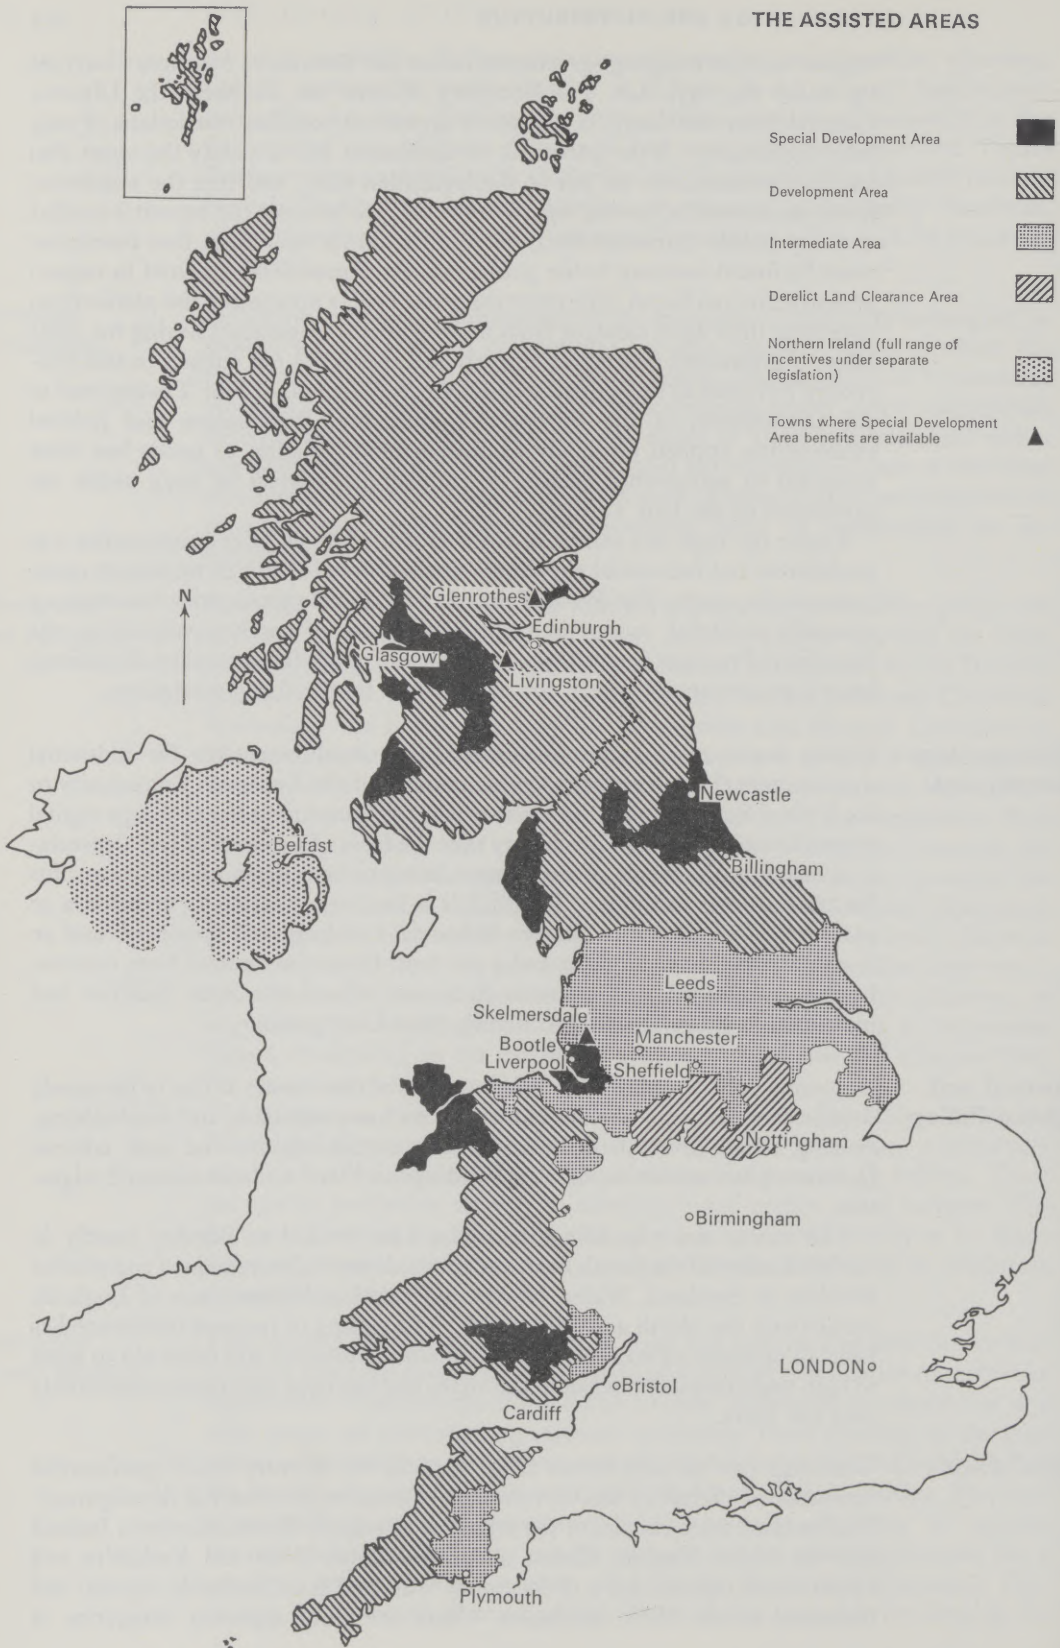 THE ASSISTED AREAS
Special Development Area
Development Area
Intermediate Area
Derelict Land Clearance Area
Northern Ireland (full range of
incentives under separate
legislation)
Towns where Special Development
Area benefits are available
N
Glenrothes
Edinburgh
Glasgow
Livingston
Newcastle
Belfast
Billingham
Leeds
Skelmersdale
Manchester
Bootle
Liverpool
Sheffield
Nottingham
Birmingham
LONDON
Bristol
Cardiff
Plymouth